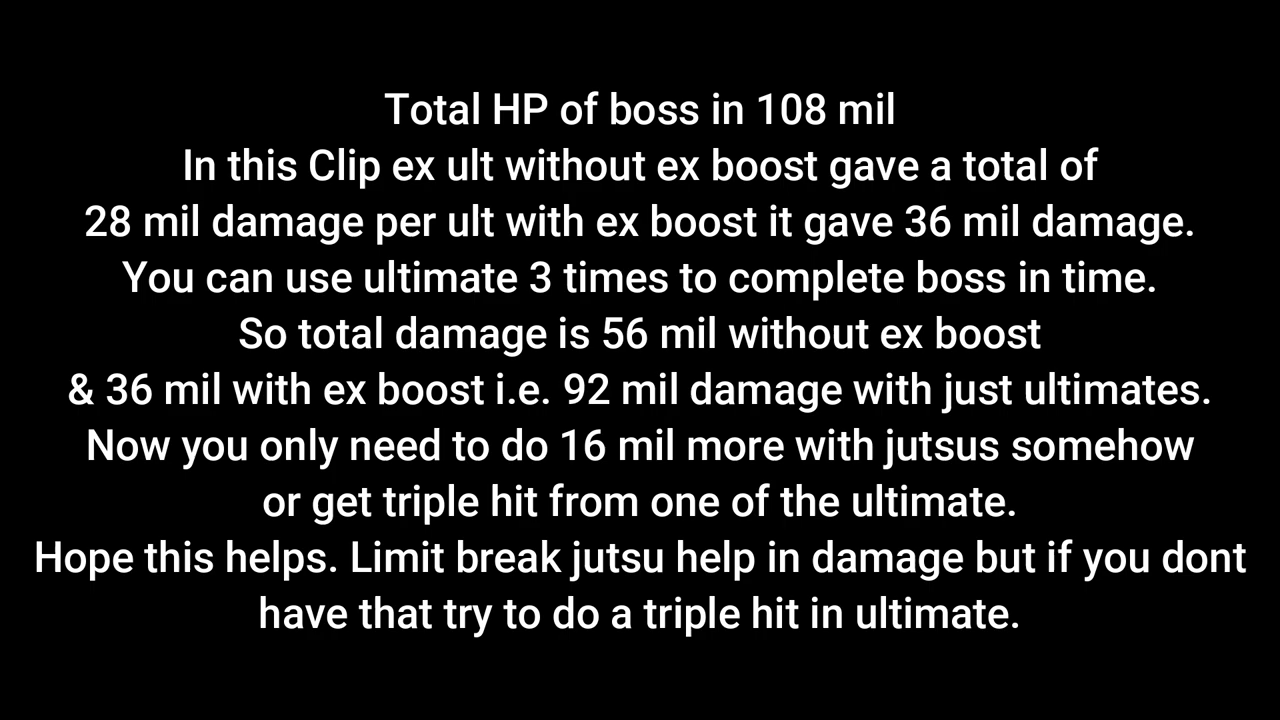 Total HP of boss in 108 mil
In this Clip ex ult without ex boost gave a total of
28 mil damage per ult with ex boost it gave 36 mil damage.
You can use ultimate 3 times to complete boss in time.
So total damage is 56 mil without ex boost
& 36 mil with ex boost i.e. 92 mil damage with just ultimates.
Now you only need to do 16 mil more with jutsus somehow
or get triple hit from one of the ultimate.
Hope this helps. Limit break jutsu help in damage but if you dont
have that try to do a triple hit in ultimate.